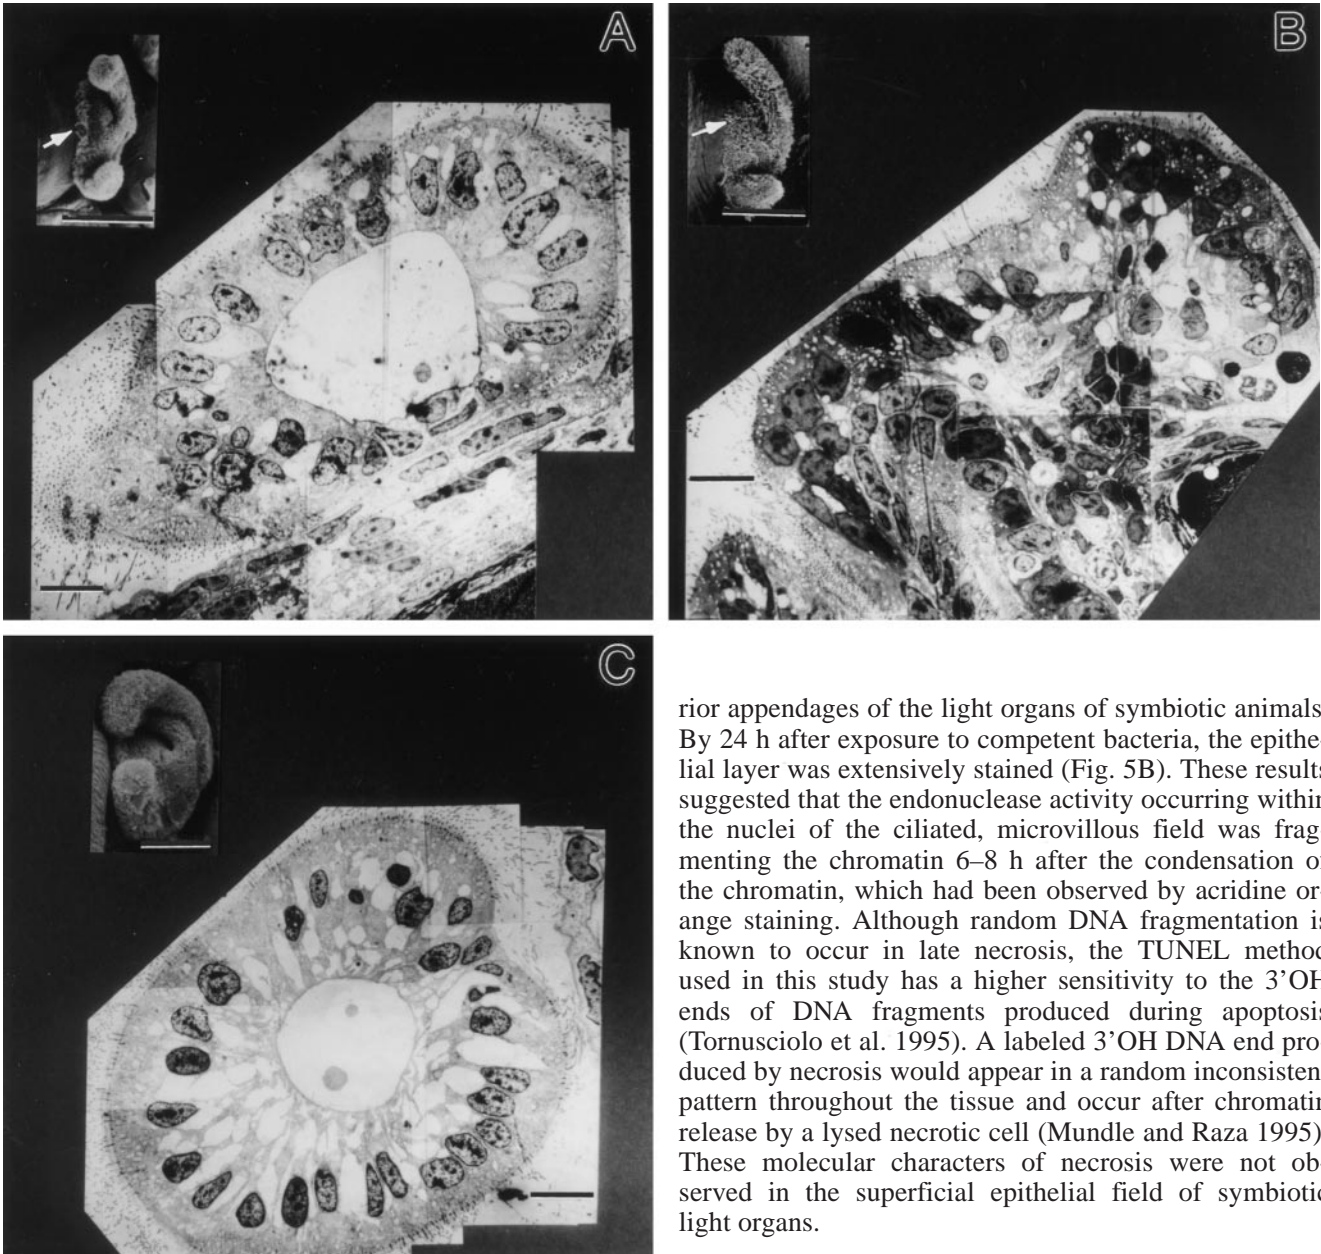 A
B
C
rior appendages of the light organs of symbiotic animals
By 24 h after exposure to competent bacteria, the epithe-
lial layer was extensively stained (Fig. 5B). These results
suggested that the endonuclease activity occurring within
the nuclei of the ciliated, microvillous field was frag-
menting the chromatin 6–8 h after the condensation of
the chromatin, which had been observed by acridine or-
ange staining. Although random DNA fragmentation is
known to occur in late necrosis, the TUNEL method
used in this study has a higher sensitivity to the 3’OH
ends of DNA fragments produced during apoptosis
(Tornusciolo et al. 1995). A labeled 3’OH DNA end pro-
duced by necrosis would appear in a random inconsistent
pattern throughout the tissue and occur after chromatin
release by a lysed necrotic cell (Mundle and Raza 1995)
These molecular characters of necrosis were not ob-
served in the superficial epithelial field of symbiotic
light organs.